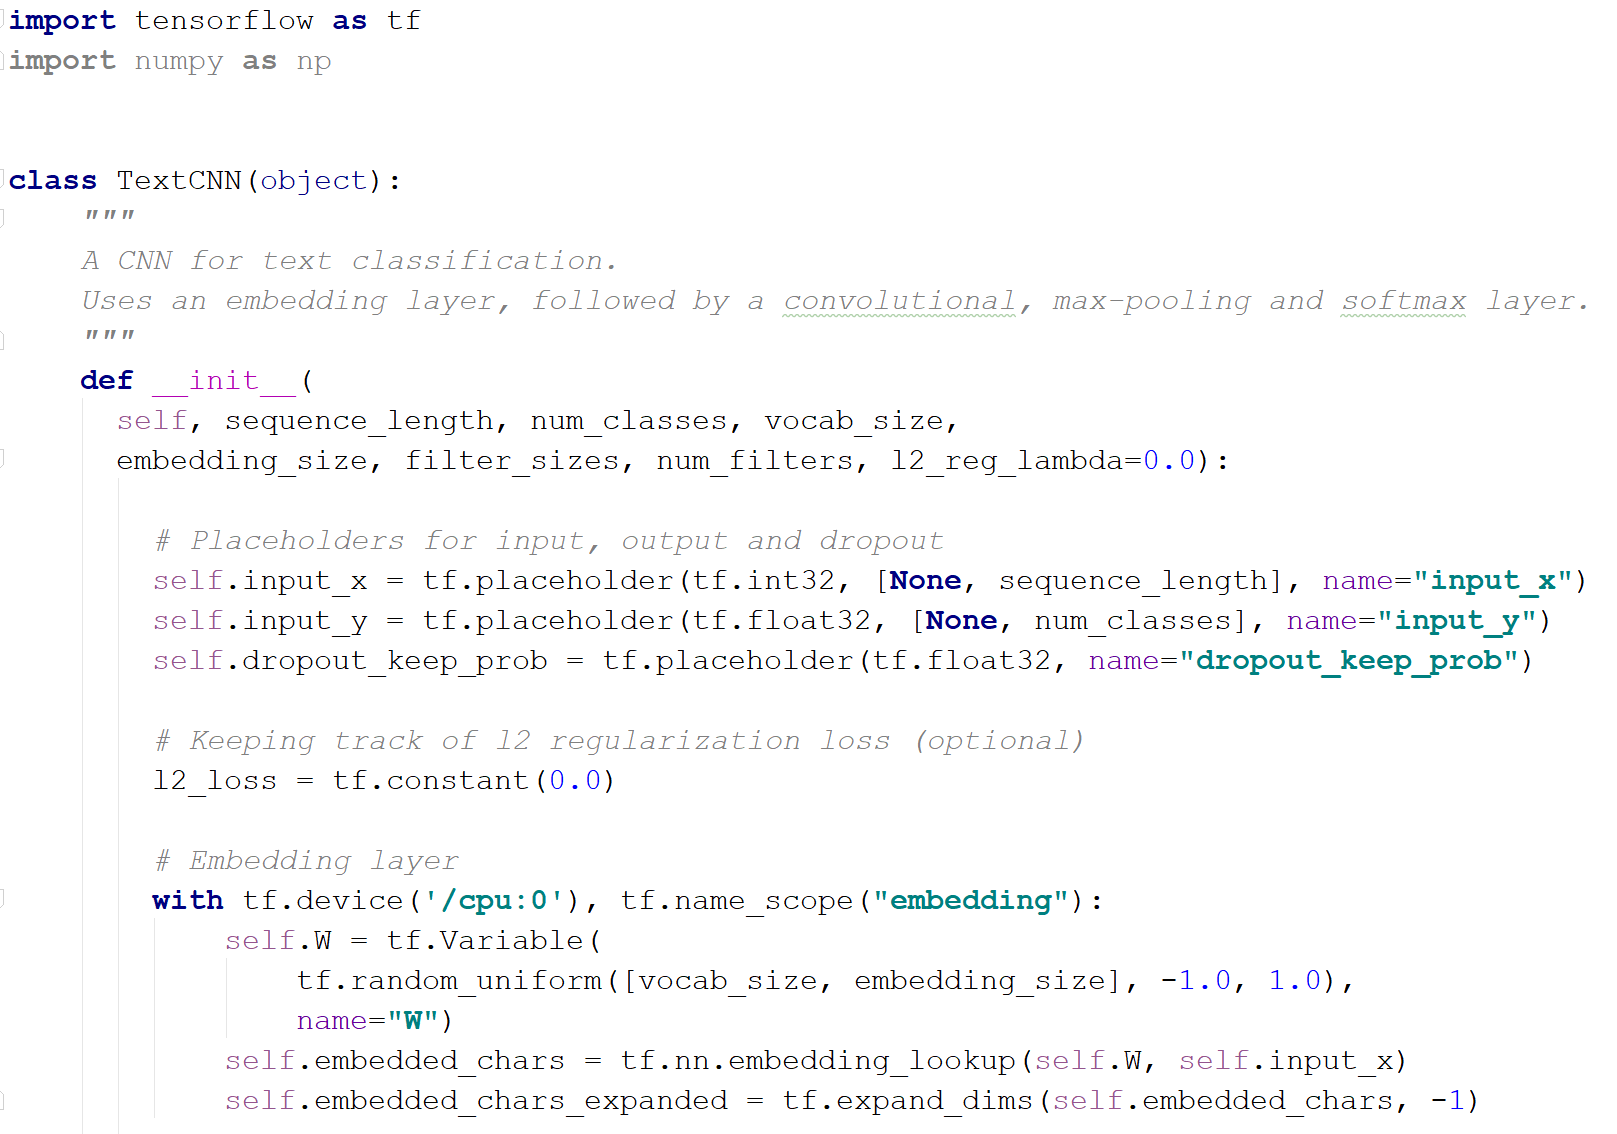 import tensorflow as tf
import numpy as np
class TextCNN(object):
    """
    A CNN for text classification.
    Uses an embedding layer, followed by a convolutional, max-pooling and softmax layer.
    """
    def __init__(
      self, sequence_length, num_classes, vocab_size,
      embedding_size, filter_sizes, num_filters, l2_reg_lambda=0.0):
        # Placeholders for input, output and dropout
        self.input_x = tf.placeholder(tf.int32, [None, sequence_length], name="input_x")
        self.input_y = tf.placeholder(tf.float32, [None, num_classes], name="input_y")
        self.dropout_keep_prob = tf.placeholder(tf.float32, name="dropout_keep_prob")
        # Keeping track of l2 regularization loss (optional)
        l2_loss = tf.constant(0.0)
        # Embedding layer
        with tf.device('/cpu:0'), tf.name_scope("embedding"):
            self.W = tf.Variable(
                tf.random_uniform([vocab_size, embedding_size], -1.0, 1.0),
                name="W")
            self.embedded_chars = tf.nn.embedding_lookup(self.W, self.input_x)
            self.embedded_chars_expanded = tf.expand_dims(self.embedded_chars, -1)